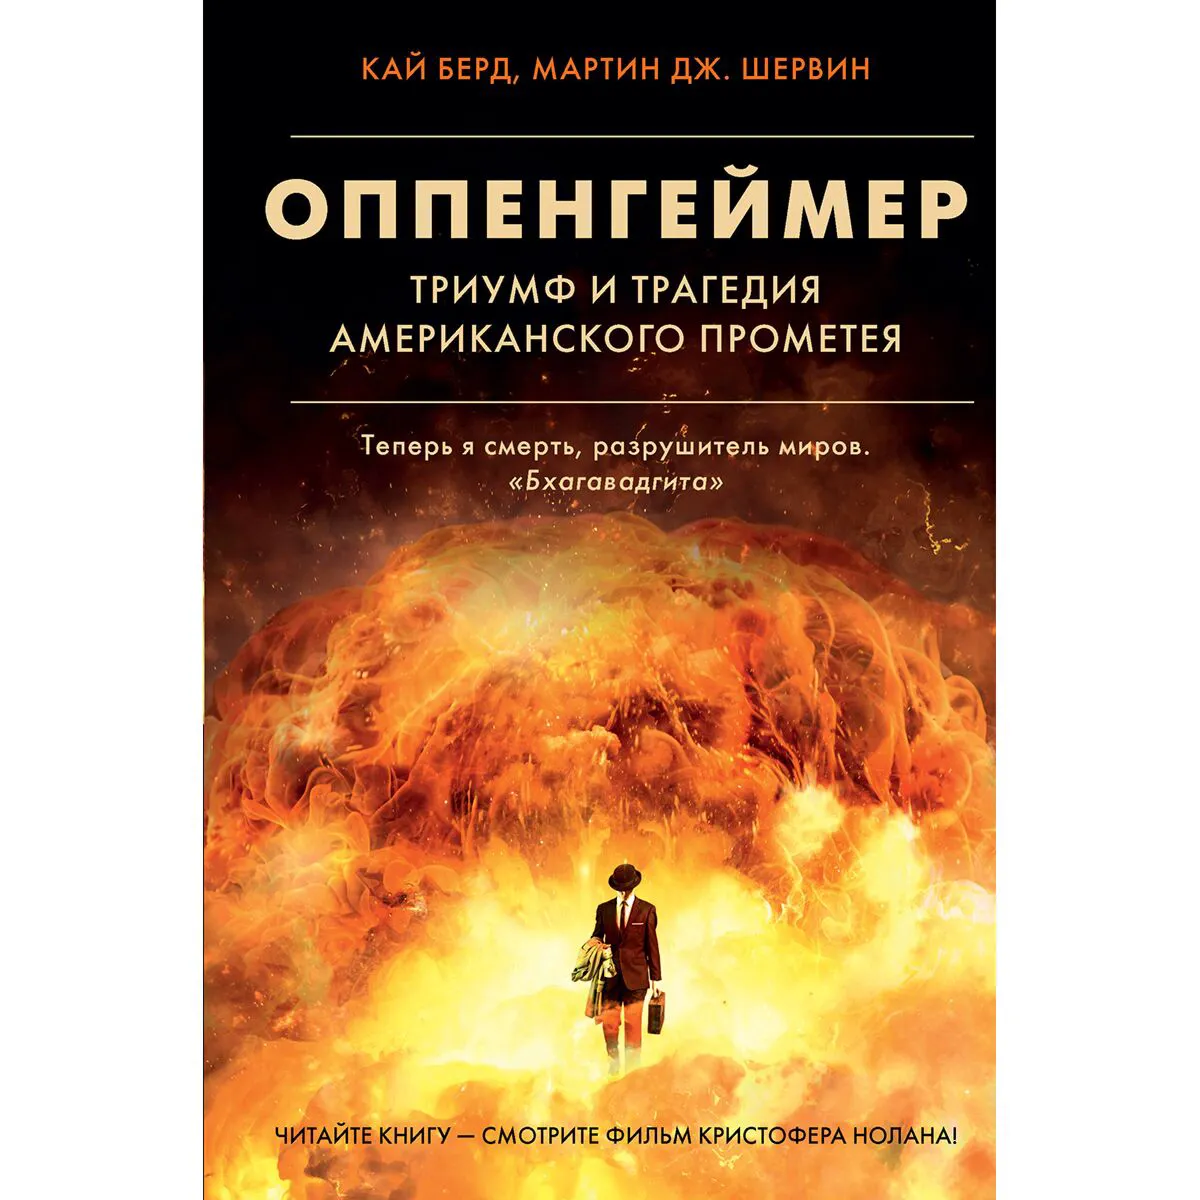 КАЙ БЕРД, МАРТИН ДЖ. ШЕРВИН
ОППЕНГЕЙМЕР
ТРИУМФ И ТРАГЕДИЯ
АМЕРИКАНСКОГО ПРОМЕТЕЯ
Теперь я смерть, разрушитель миров.
«Бхагавадгита»
ЧИТАЙТЕ КНИГУ — СМОТРИТЕ ФИЛЬМ КРИСТОФЕРА НОЛАНА!